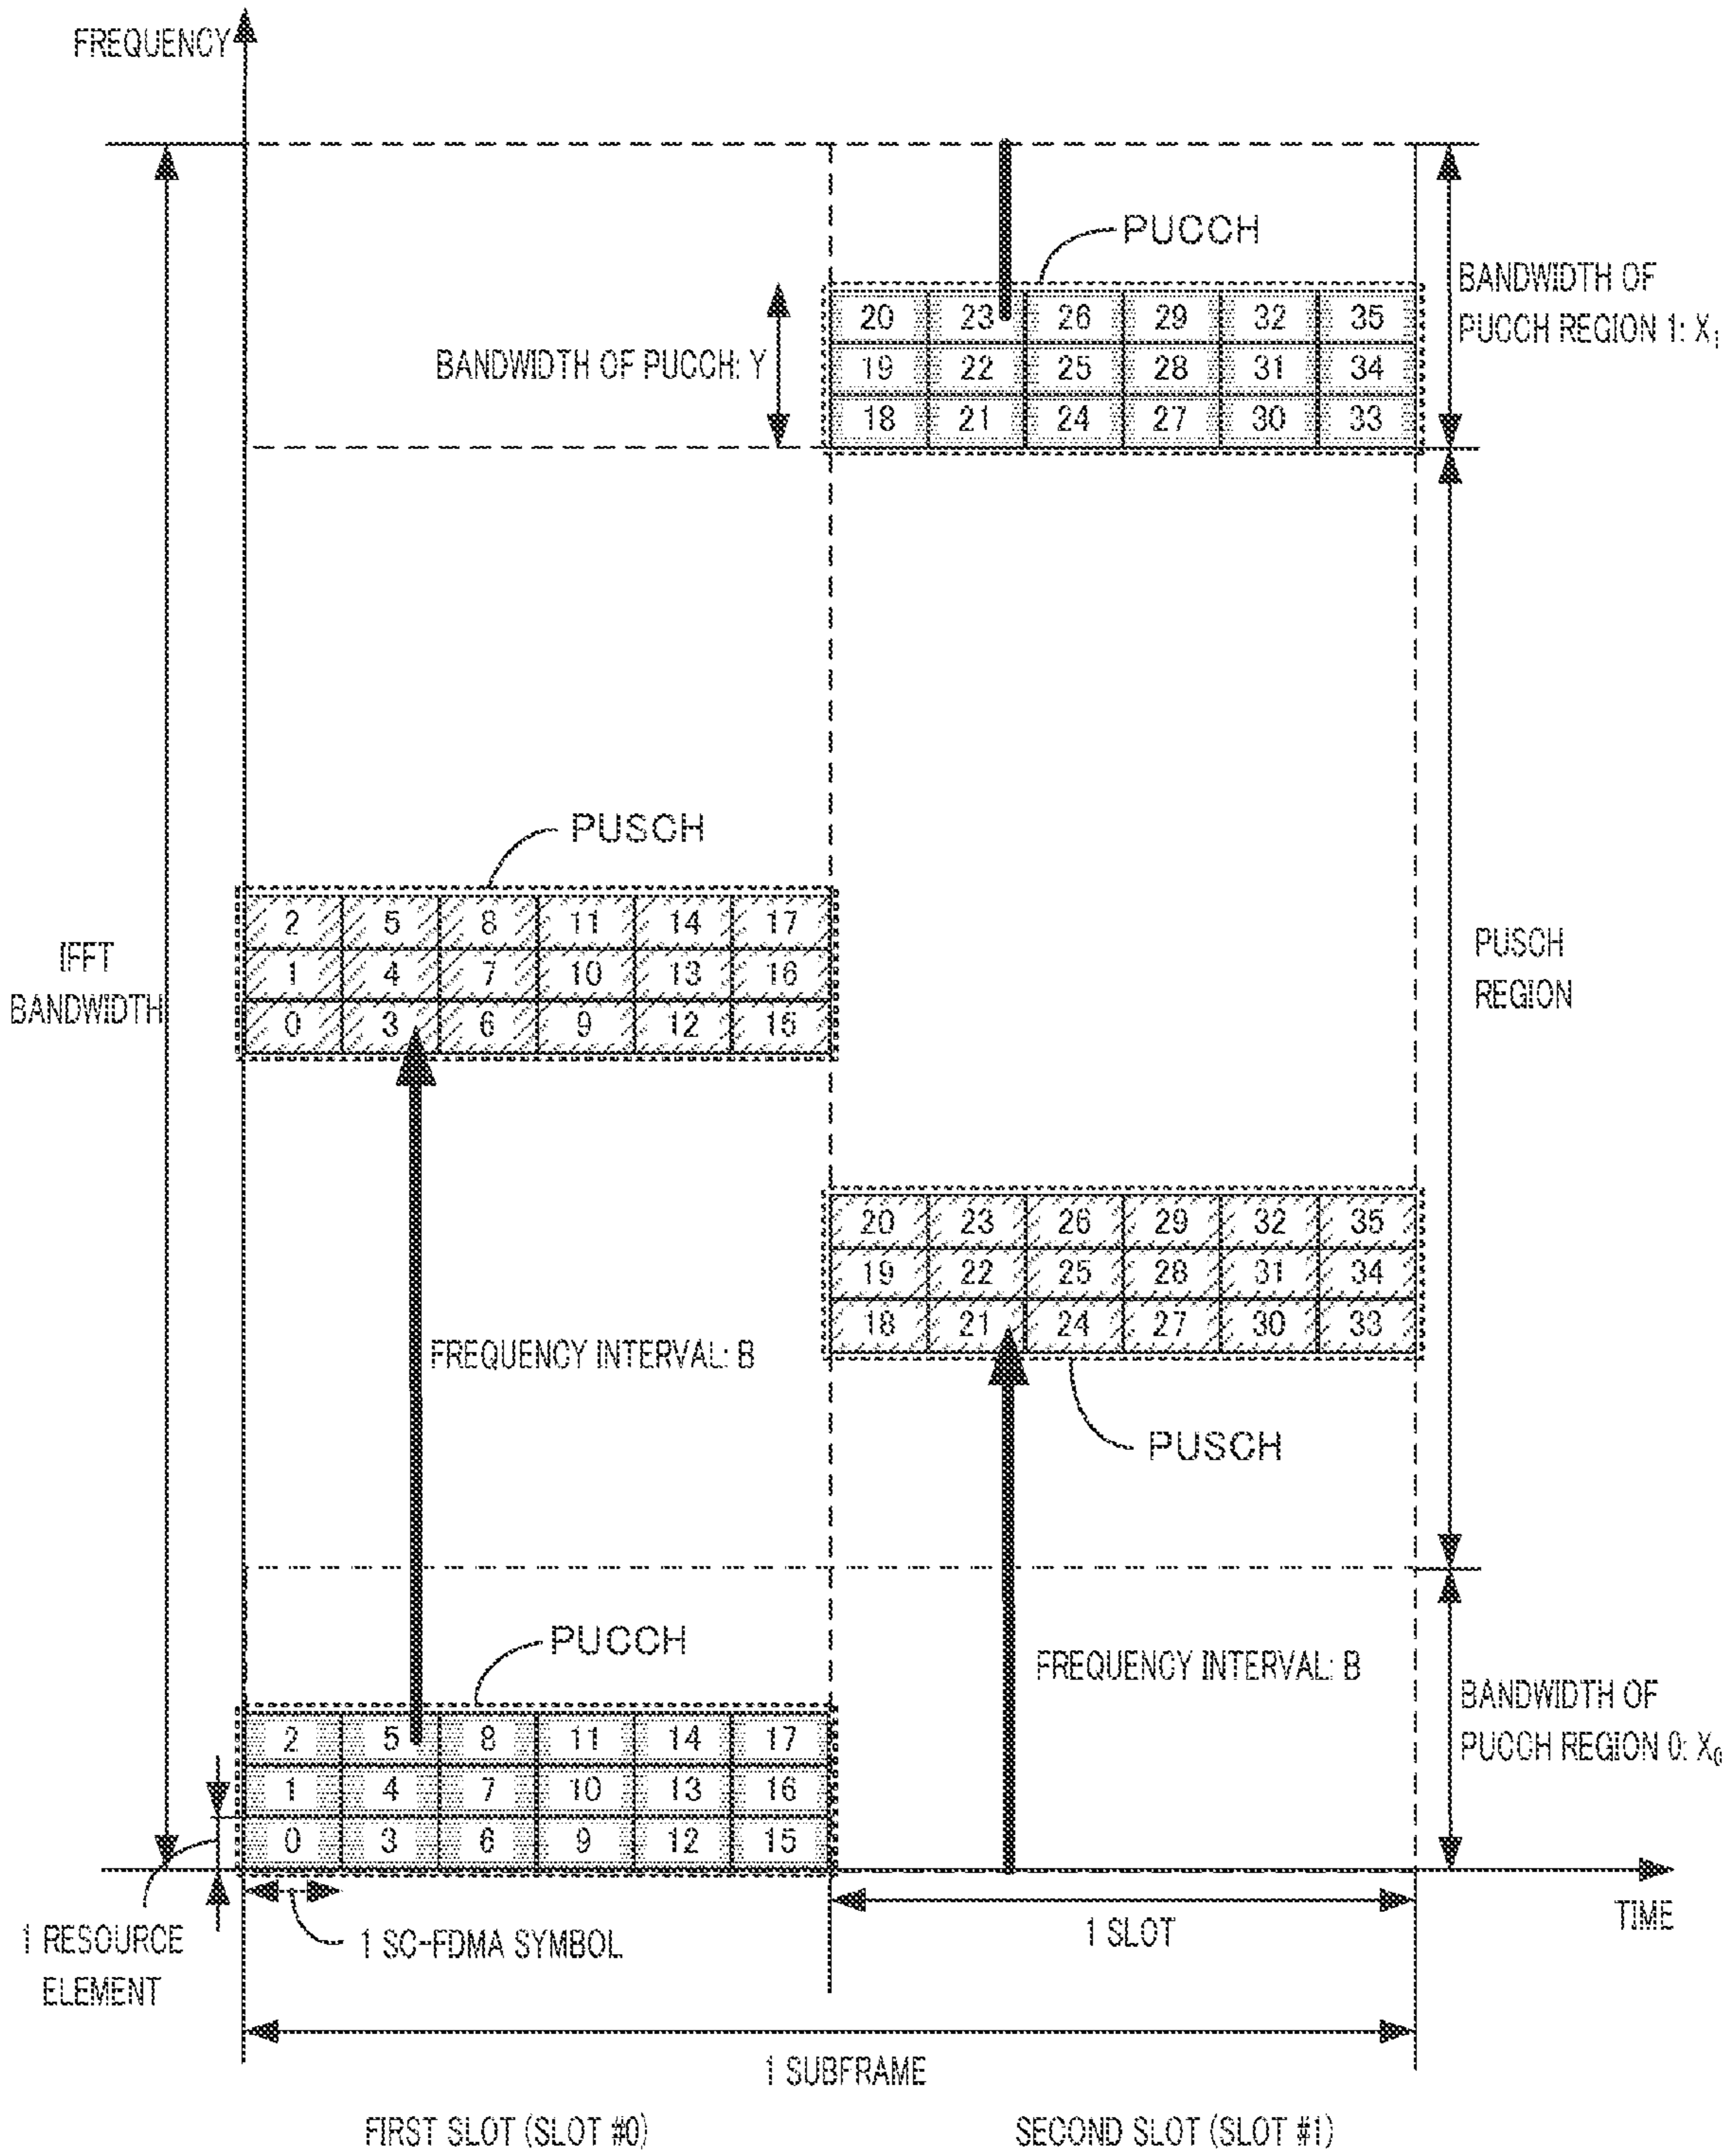 FREQUENCY
PUCCH
BANDWIDTH OF
PUCCH REGION 1: X1
BANDWIDTH OF PUCCH: Y
20 23 26 29 32 35
19 22 25 28 31 34
18 21 24 27 30 33
PUSCH
2 5 8 11 14 17
1 4 7 10 13 16
0 3 6 9 12 15
IFFT
BANDWIDTH
PUSCH
REGION
20 23 26 29 32 35
19 22 25 28 31 34
18 21 24 27 30 33
FREQUENCY INTERVAL: B
PUSCH
PUCCH
FREQUENCY INTERVAL: B
BANDWIDTH OF
PUCCH REGION 0: X0
2 5 8 11 14 17
1 4 7 10 13 16
0 3 6 9 12 15
1 RESOURCE
ELEMENT
1 SC-FDMA SYMBOL
1 SLOT
TIME
1 SUBFRAME
FIRST SLOT (SLOT #0)
SECOND SLOT (SLOT #1)